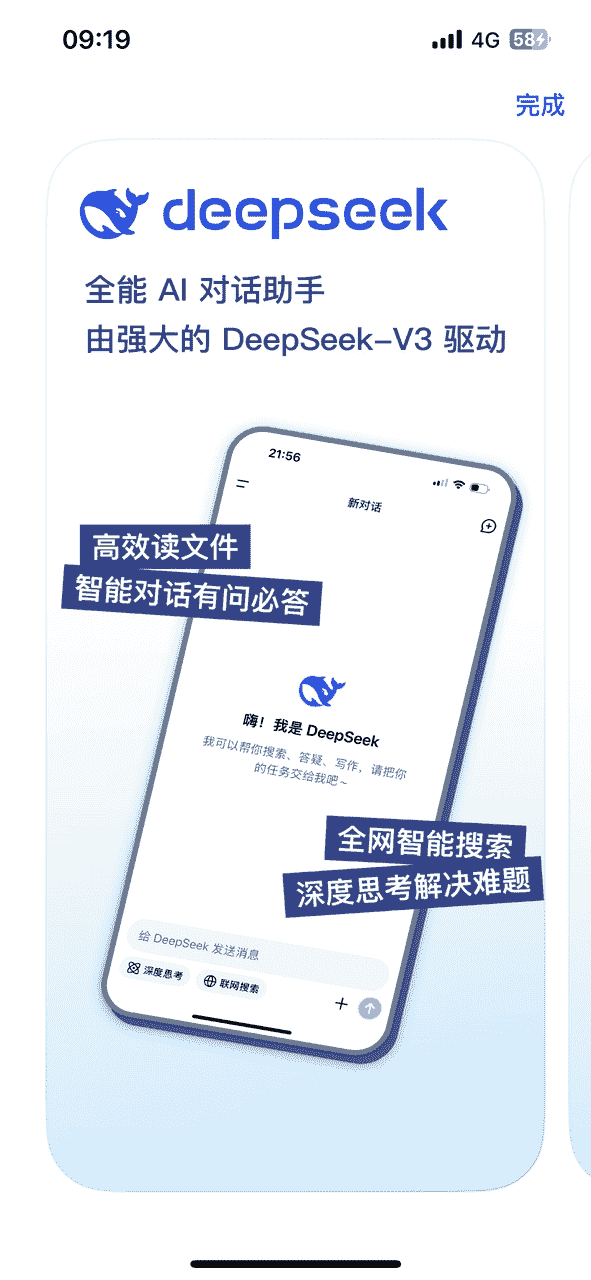 09:19
4G
58
完成
deepseek
全能 AI 对话助手
由强大的 DeepSeek-V3 驱动
21:56
新对话
高效读文件
智能对话有问必答
嗨！我是 DeepSeek
我可以帮你搜索、答疑、写作，请把你
的任务交给我吧~
全网智能搜索
深度思考解决难题
给 DeepSeek 发送消息
深度思考
联网搜索